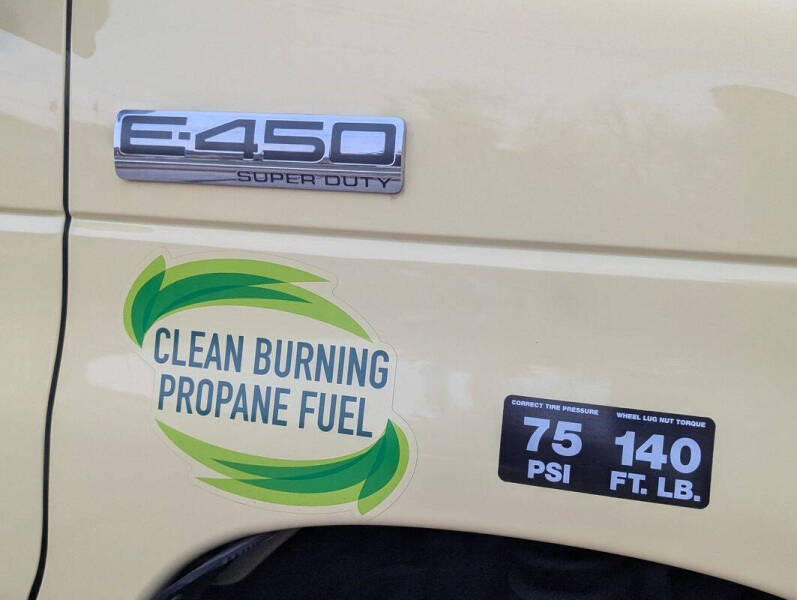 E-450
SUPER DUTY
CLEAN BURNING
PROPANE FUEL
CORRECT TIRE PRESSURE
75
PSI
WHEEL LUG NUT TORQUE
140
FT. LB.